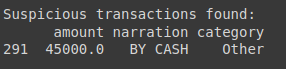 Suspicious transactions found:
amount narration category
291 45000.0 BY CASH Other